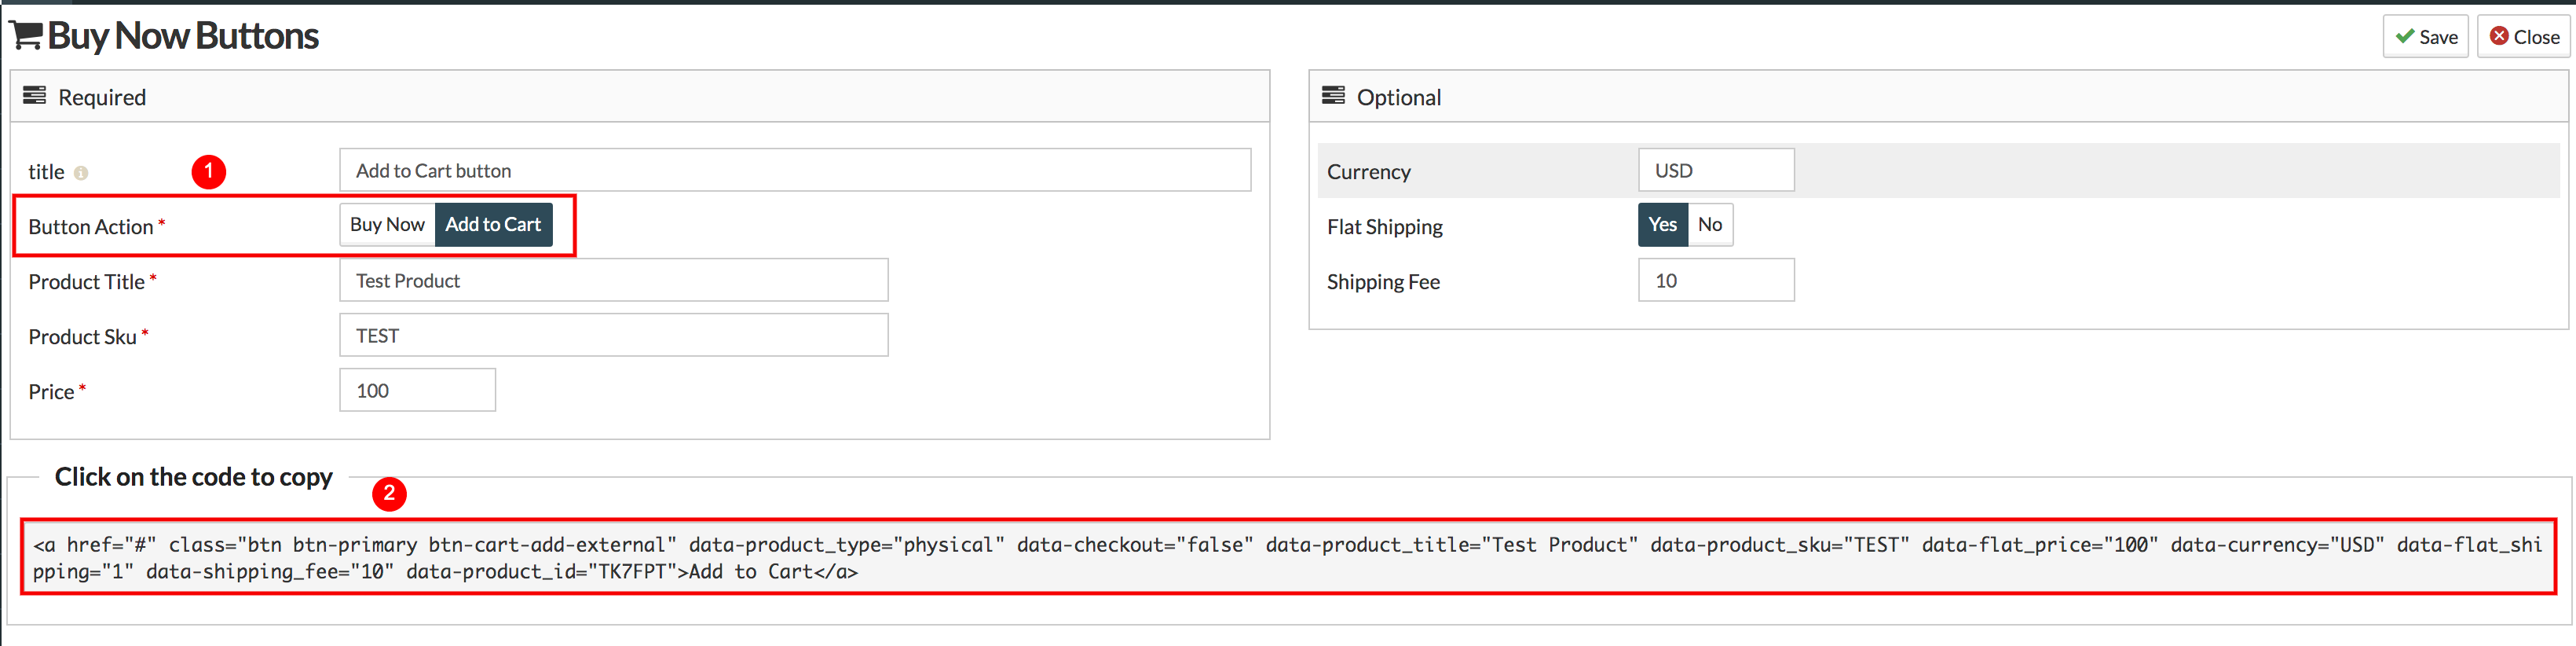 Buy Now Buttons
Save
Close
Required
title
1
Add to Cart button
Button Action *
Buy Now
Add to Cart
Product Title *
Test Product
Product Sku *
TEST
Price *
100
Optional
Currency
USD
Flat Shipping
Yes
No
Shipping Fee
10
Click on the code to copy
2
<a href="#" class="btn btn-primary btn-cart-add-external" data-product_type="physical" data-checkout="false" data-product_title="Test Product" data-product_sku="TEST" data-flat_price="100" data-currency="USD" data-flat_shi
pping="1" data-shipping_fee="10" data-product_id="TK7FPT">Add to Cart</a>